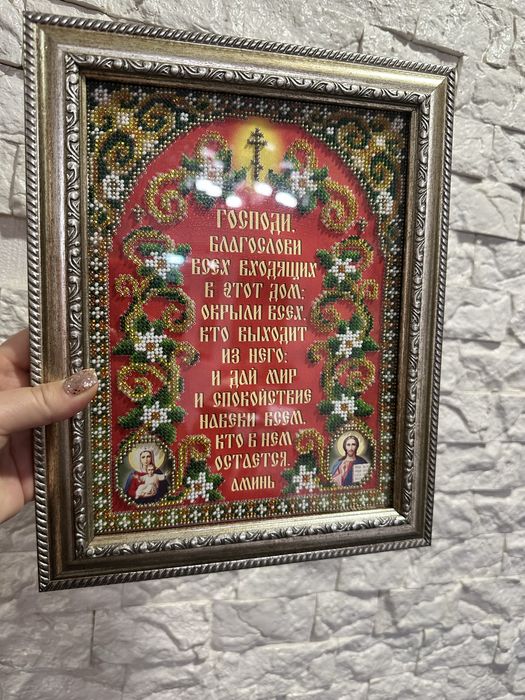 Господи,
благослови
всех входящих
в этот дом;
окрыли всех,
кто выходит
из него;
и дай мир
и спокойствие
навеки всем,
кто в нем
остается.
Аминь